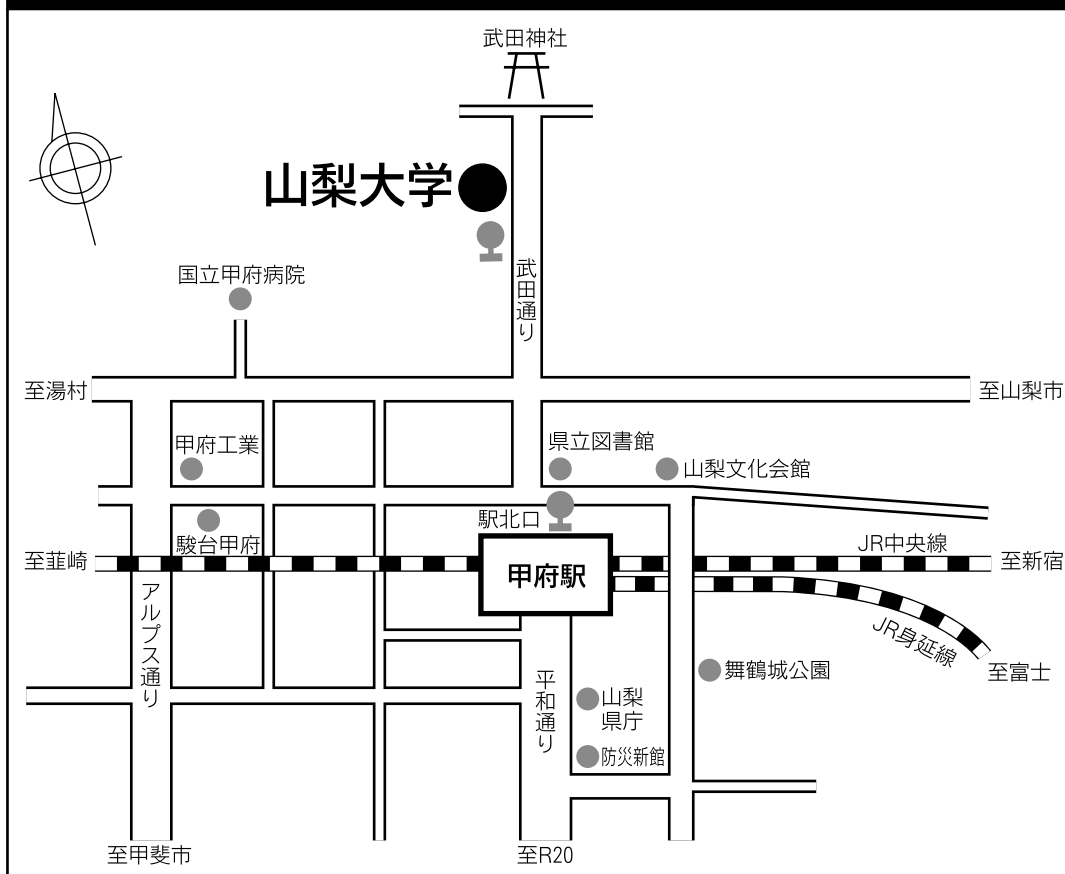 武田神社
山梨大学
国立甲府病院
武田通り
至湯村
至山梨市
甲府工業
県立図書館
山梨文化会館
駅北口
駿台甲府
JR中央線
至韮崎
至新宿
甲府駅
アルプス通り
JR身延線
舞鶴城公園
至富士
平和通り
山梨
県庁
防災新館
至甲斐市
至R20